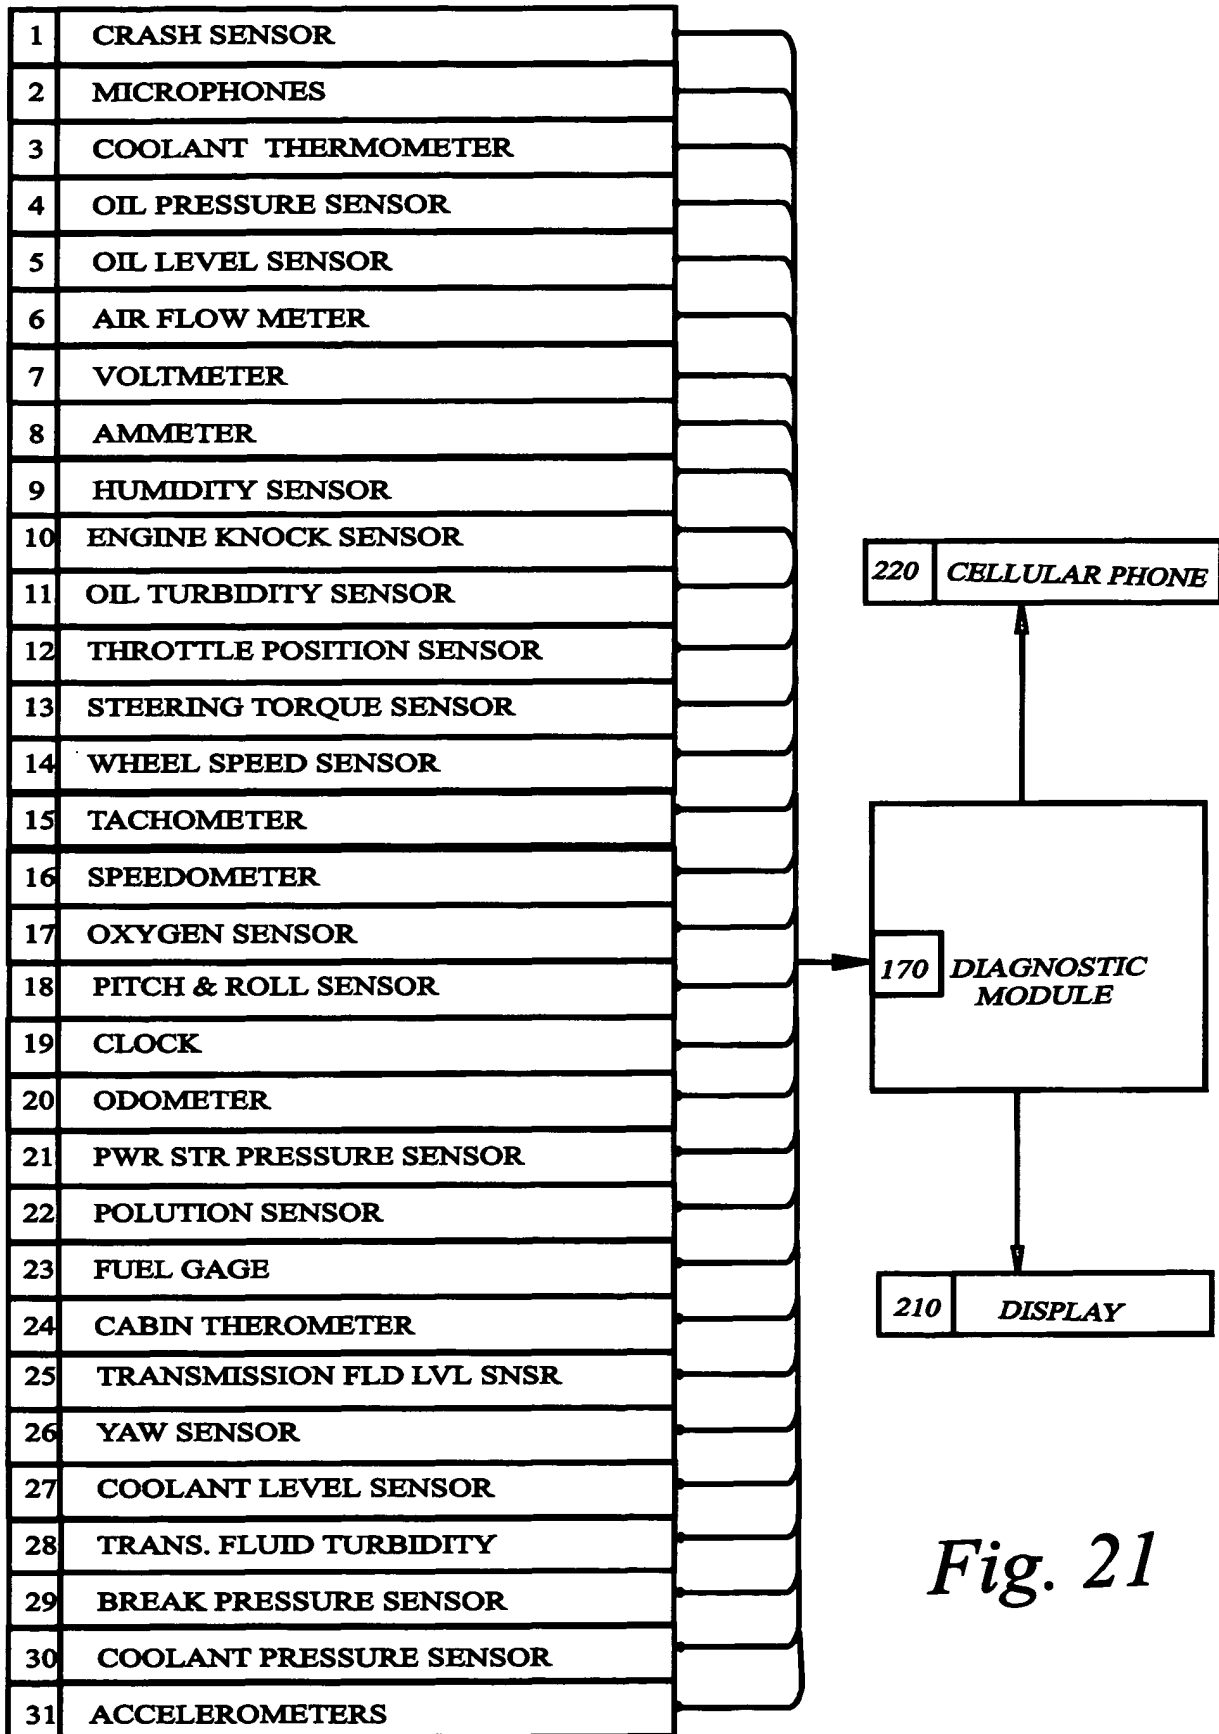 1 CRASH SENSOR
2 MICROPHONES
3 COOLANT THERMOMETER
4 OIL PRESSURE SENSOR
5 OIL LEVEL SENSOR
6 AIR FLOW METER
7 VOLTMETER
8 AMMETER
9 HUMIDITY SENSOR
10 ENGINE KNOCK SENSOR
11 OIL TURBIDITY SENSOR
12 THROTTLE POSITION SENSOR
13 STEERING TORQUE SENSOR
14 WHEEL SPEED SENSOR
15 TACHOMETER
16 SPEEDOMETER
17 OXYGEN SENSOR
18 PITCH & ROLL SENSOR
19 CLOCK
20 ODOMETER
21 PWR STR PRESSURE SENSOR
22 POLUTION SENSOR
23 FUEL GAGE
24 CABIN THEROMETER
25 TRANSMISSION FLD LVL SNSR
26 YAW SENSOR
27 COOLANT LEVEL SENSOR
28 TRANS. FLUID TURBIDITY
29 BREAK PRESSURE SENSOR
30 COOLANT PRESSURE SENSOR
31 ACCELEROMETERS
220 CELLULAR PHONE
170 DIAGNOSTIC
MODULE
210 DISPLAY
Fig. 21